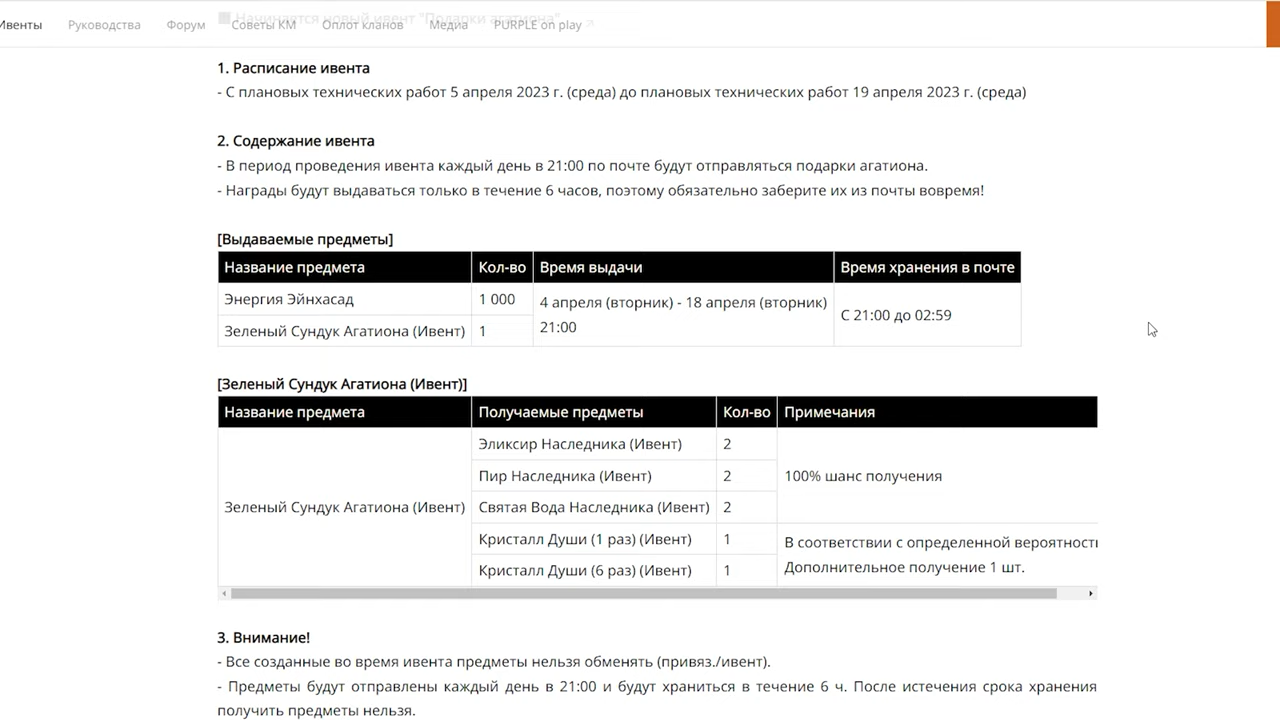 Начинается новый ивент "Подарки агатиона"
Ивенты Руководства Форум Советы КМ Оплот кланов Медиа PURPLE on play
1. Расписание ивента
- С плановых технических работ 5 апреля 2023 г. (среда) до плановых технических работ 19 апреля 2023 г. (среда)
2. Содержание ивента
- В период проведения ивента каждый день в 21:00 по почте будут отправляться подарки агатиона.
- Награды будут выдаваться только в течение 6 часов, поэтому обязательно заберите их из почты вовремя!
[Выдаваемые предметы]
Название предмета Кол-во Время выдачи Время хранения в почте
Энергия Эйнхасад 1 000 4 апреля (вторник) - 18 апреля (вторник)
21:00 С 21:00 до 02:59
Зеленый Сундук Агатиона (Ивент) 1
[Зеленый Сундук Агатиона (Ивент)]
Название предмета Получаемые предметы Кол-во Примечания
Эликсир Наследника (Ивент) 2
Пир Наследника (Ивент) 2 100% шанс получения
Зеленый Сундук Агатиона (Ивент) Святая Вода Наследника (Ивент) 2
Кристалл Души (1 раз) (Ивент) 1 В соответствии с определенной вероятность
Кристалл Души (6 раз) (Ивент) 1 Дополнительное получение 1 шт.
3. Внимание!
- Все созданные во время ивента предметы нельзя обменять (привяз./ивент).
- Предметы будут отправлены каждый день в 21:00 и будут храниться в течение 6 ч. После истечения срока хранения
получить предметы нельзя.